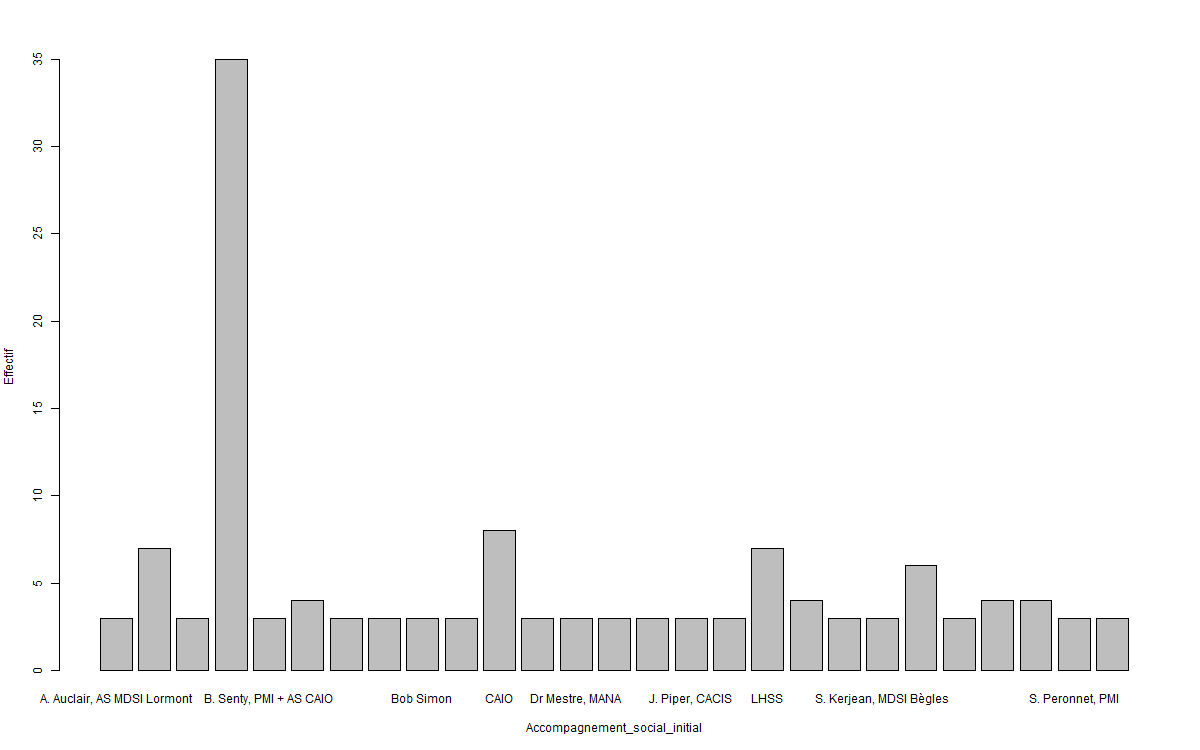 35
30
25
20
15
10
5
0
Effectif
A. Auclair, AS MDSI Lormont
B. Senty, PMI + AS CAIO
Bob Simon
CAIO
Dr Mestre, MANA
J. Piper, CACIS
LHSS
S. Kerjean, MDSI Bègles
S. Peronnet, PMI
Accompagnement_social_initial